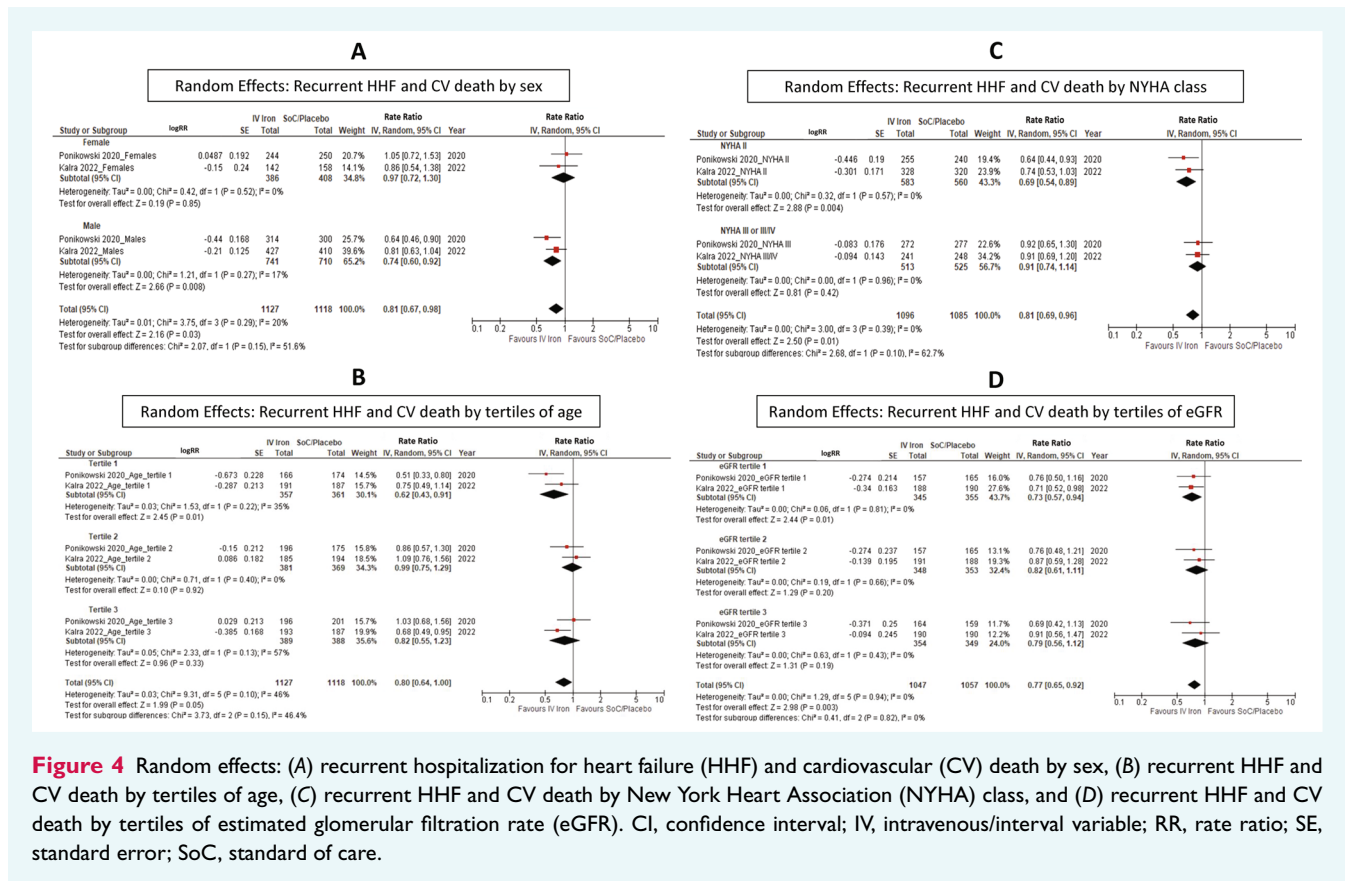 A
Random Effects: Recurrent HHF and CV death by sex
IV Iron SoC/Placebo Rate Ratio Rate Ratio
Study or Subgroup logRR SE Total Total Weight IV, Random, 95% CI Year IV, Random, 95% CI
Female
Ponikowski 2020_Females 0.0487 0.192 244 250 20.7% 1.05 [0.72, 1.53] 2020
Kalra 2022_Females -0.15 0.24 142 158 14.1% 0.86 [0.54, 1.38] 2022
Subtotal (95% CI) 386 408 34.8% 0.97 [0.72, 1.30]
Heterogeneity: Tau² = 0.00; Chi² = 0.42, df = 1 (P = 0.52); I² = 0%
Test for overall effect: Z = 0.19 (P = 0.85)
Male
Ponikowski 2020_Males -0.44 0.168 314 300 25.7% 0.64 [0.46, 0.90] 2020
Kalra 2022_Males -0.21 0.125 427 410 39.6% 0.81 [0.63, 1.04] 2022
Subtotal (95% CI) 741 710 65.2% 0.74 [0.60, 0.92]
Heterogeneity: Tau² = 0.00; Chi² = 1.21, df = 1 (P = 0.27); I² = 17%
Test for overall effect: Z = 2.66 (P = 0.008)
Total (95% CI) 1127 1118 100.0% 0.81 [0.67, 0.98]
Heterogeneity: Tau² = 0.01; Chi² = 3.75, df = 3 (P = 0.29); I² = 20%
Test for overall effect: Z = 2.16 (P = 0.03)
Test for subgroup differences: Chi² = 2.07, df = 1 (P = 0.15), I² = 51.6%
0.1 0.2 0.5 1 2 5 10
Favours IV Iron Favours SoC/Placebo
B
Random Effects: Recurrent HHF and CV death by tertiles of age
IV Iron SoC/Placebo Rate Ratio Rate Ratio
Study or Subgroup logRR SE Total Total Weight IV, Random, 95% CI Year IV, Random, 95% CI
Tertile 1
Ponikowski 2020_Age_tertile 1 -0.673 0.228 166 174 14.5% 0.51 [0.33, 0.80] 2020
Kalra 2022_Age_tertile 1 -0.287 0.213 191 187 15.7% 0.75 [0.49, 1.14] 2022
Subtotal (95% CI) 357 361 30.1% 0.62 [0.43, 0.91]
Heterogeneity: Tau² = 0.03; Chi² = 1.53, df = 1 (P = 0.22); I² = 35%
Test for overall effect: Z = 2.45 (P = 0.01)
Tertile 2
Ponikowski 2020_Age_tertile 2 -0.15 0.212 196 175 15.8% 0.86 [0.57, 1.30] 2020
Kalra 2022_Age_tertile 2 0.086 0.182 185 194 18.5% 1.09 [0.76, 1.56] 2022
Subtotal (95% CI) 381 369 34.3% 0.99 [0.75, 1.29]
Heterogeneity: Tau² = 0.00; Chi² = 0.71, df = 1 (P = 0.40); I² = 0%
Test for overall effect: Z = 0.10 (P = 0.92)
Tertile 3
Ponikowski 2020_Age_tertile 3 0.029 0.213 196 201 15.6% 1.03 [0.68, 1.56] 2020
Kalra 2022_Age_tertile 3 -0.385 0.168 193 187 19.9% 0.68 [0.49, 0.95] 2022
Subtotal (95% CI) 389 388 35.6% 0.82 [0.55, 1.23]
Heterogeneity: Tau² = 0.05; Chi² = 2.33, df = 1 (P = 0.13); I² = 57%
Test for overall effect: Z = 0.96 (P = 0.33)
Total (95% CI) 1127 1118 100.0% 0.80 [0.64, 1.00]
Heterogeneity: Tau² = 0.03; Chi² = 9.31, df = 5 (P = 0.10); I² = 46%
Test for overall effect: Z = 1.99 (P = 0.05)
Test for subgroup differences: Chi² = 3.73, df = 2 (P = 0.15), I² = 46.4%
0.1 0.2 0.5 1 2 5 10
Favours IV Iron Favours SoC/Placebo
C
Random Effects: Recurrent HHF and CV death by NYHA class
IV Iron SoC/Placebo Rate Ratio Rate Ratio
Study or Subgroup logRR SE Total Total Weight IV, Random, 95% CI Year IV, Random, 95% CI
NYHA II
Ponikowski 2020_NYHA II -0.446 0.19 255 240 19.4% 0.64 [0.44, 0.93] 2020
Kalra 2022_NYHA II -0.301 0.171 328 320 23.9% 0.74 [0.53, 1.03] 2022
Subtotal (95% CI) 583 560 43.3% 0.69 [0.54, 0.89]
Heterogeneity: Tau² = 0.00; Chi² = 0.32, df = 1 (P = 0.57); I² = 0%
Test for overall effect: Z = 2.88 (P = 0.004)
NYHA III or III/IV
Ponikowski 2020_NYHA III -0.083 0.176 272 277 22.6% 0.92 [0.65, 1.30] 2020
Kalra 2022_NYHA III/IV -0.094 0.143 241 248 34.2% 0.91 [0.69, 1.20] 2022
Subtotal (95% CI) 513 525 56.7% 0.91 [0.74, 1.14]
Heterogeneity: Tau² = 0.00; Chi² = 0.00, df = 1 (P = 0.96); I² = 0%
Test for overall effect: Z = 0.81 (P = 0.42)
Total (95% CI) 1096 1085 100.0% 0.81 [0.69, 0.96]
Heterogeneity: Tau² = 0.00; Chi² = 3.00, df = 3 (P = 0.39); I² = 0%
Test for overall effect: Z = 2.50 (P = 0.01)
Test for subgroup differences: Chi² = 2.68, df = 1 (P = 0.10), I² = 62.7%
0.1 0.2 0.5 1 2 5 10
Favours IV Iron Favours SoC/Placebo
D
Random Effects: Recurrent HHF and CV death by tertiles of eGFR
IV Iron SoC/Placebo Rate Ratio Rate Ratio
Study or Subgroup logRR SE Total Total Weight IV, Random, 95% CI Year IV, Random, 95% CI
eGFR tertile 1
Ponikowski 2020_eGFR tertile 1 -0.274 0.214 157 165 16.0% 0.76 [0.50, 1.16] 2020
Kalra 2022_eGFR tertile 1 -0.34 0.163 188 190 27.6% 0.71 [0.52, 0.98] 2022
Subtotal (95% CI) 345 355 43.7% 0.73 [0.57, 0.94]
Heterogeneity: Tau² = 0.00; Chi² = 0.06, df = 1 (P = 0.81); I² = 0%
Test for overall effect: Z = 2.44 (P = 0.01)
eGFR tertile 2
Ponikowski 2020_eGFR tertile 2 -0.274 0.237 157 165 13.1% 0.76 [0.48, 1.21] 2020
Kalra 2022_eGFR tertile 2 -0.139 0.195 191 188 19.3% 0.87 [0.59, 1.28] 2022
Subtotal (95% CI) 348 353 32.4% 0.82 [0.61, 1.11]
Heterogeneity: Tau² = 0.00; Chi² = 0.19, df = 1 (P = 0.66); I² = 0%
Test for overall effect: Z = 1.29 (P = 0.20)
eGFR tertile 3
Ponikowski 2020_eGFR tertile 3 -0.371 0.25 164 159 11.7% 0.69 [0.42, 1.13] 2020
Kalra 2022_eGFR tertile 3 -0.094 0.245 190 190 12.2% 0.91 [0.56, 1.47] 2022
Subtotal (95% CI) 354 349 24.0% 0.79 [0.56, 1.12]
Heterogeneity: Tau² = 0.00; Chi² = 0.63, df = 1 (P = 0.43); I² = 0%
Test for overall effect: Z = 1.31 (P = 0.19)
Total (95% CI) 1047 1057 100.0% 0.77 [0.65, 0.92]
Heterogeneity: Tau² = 0.00; Chi² = 1.29, df = 5 (P = 0.94); I² = 0%
Test for overall effect: Z = 2.98 (P = 0.003)
Test for subgroup differences: Chi² = 0.41, df = 2 (P = 0.82), I² = 0%
0.1 0.2 0.5 1 2 5 10
Favours IV Iron Favours SoC/Placebo
Figure 4 Random effects: (A) recurrent hospitalization for heart failure (HHF) and cardiovascular (CV) death by sex, (B) recurrent HHF and
CV death by tertiles of age, (C) recurrent HHF and CV death by New York Heart Association (NYHA) class, and (D) recurrent HHF and CV
death by tertiles of estimated glomerular filtration rate (eGFR). CI, confidence interval; IV, intravenous/interval variable; RR, rate ratio; SE,
standard error; SoC, standard of care.